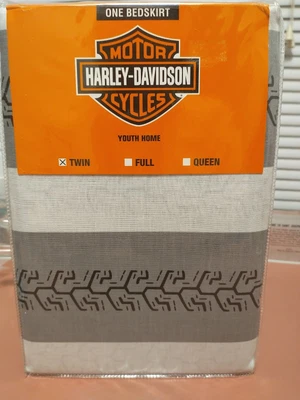 ONE BEDSKIRT
MOTOR
HARLEY-DAVIDSON
CYCLES
YOUTH HOME
TWIN FULL QUEEN